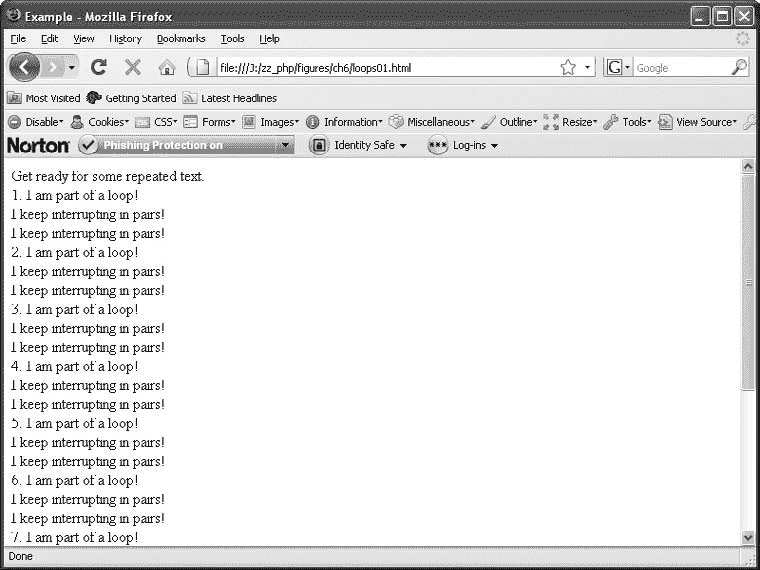 Example - Mozilla Firefox
File Edit View History Bookmarks Tools Help
file:///J:/zz_php/figures/ch6/loops01.html
G Google
Most Visited Getting Started Latest Headlines
Disable Cookies CSS Forms Images Information Miscellaneous Outline Resize Tools View Source
Norton Phishing Protection on Identity Safe Log-ins
Get ready for some repeated text.
1. I am part of a loop!
I keep interrupting in pairs!
I keep interrupting in pairs!
2. I am part of a loop!
I keep interrupting in pairs!
I keep interrupting in pairs!
3. I am part of a loop!
I keep interrupting in pairs!
I keep interrupting in pairs!
4. I am part of a loop!
I keep interrupting in pairs!
I keep interrupting in pairs!
5. I am part of a loop!
I keep interrupting in pairs!
I keep interrupting in pairs!
6. I am part of a loop!
I keep interrupting in pairs!
I keep interrupting in pairs!
7. I am part of a loop!
Done